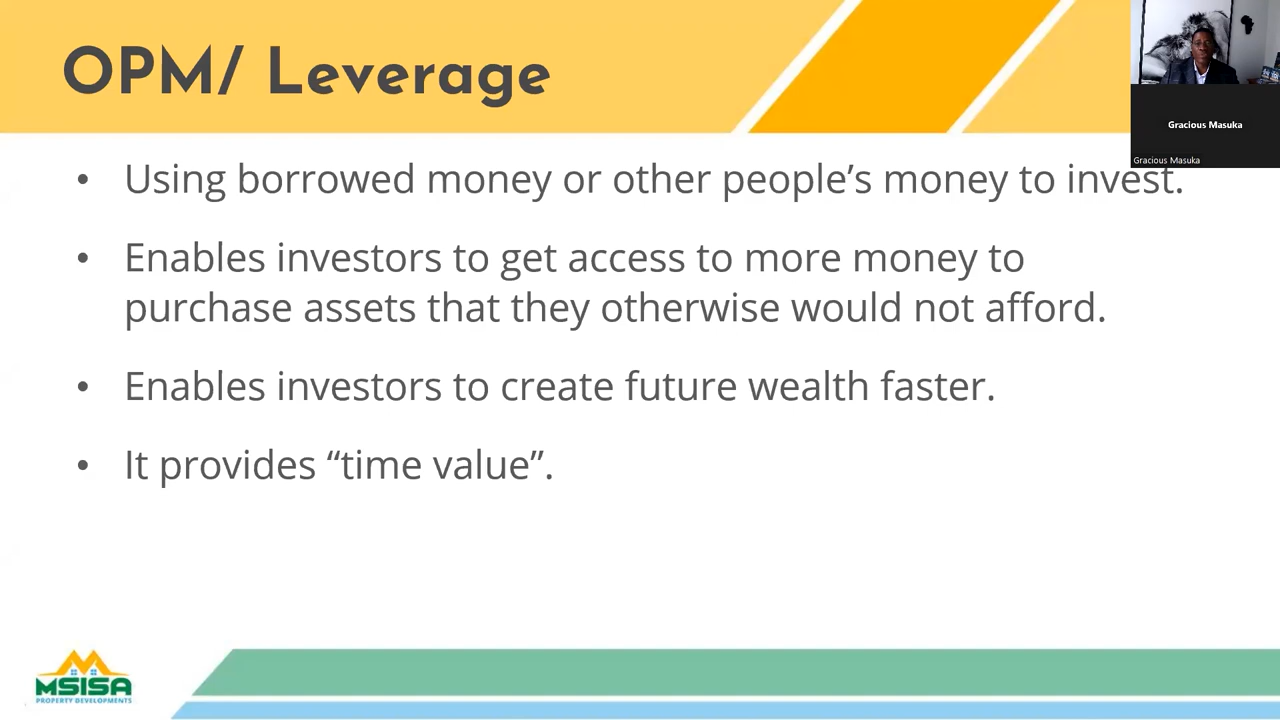 OPM/ Leverage
Gracious Masuka
Gracious Masuka
• Using borrowed money or other people’s money to invest.
• Enables investors to get access to more money to
purchase assets that they otherwise would not afford.
• Enables investors to create future wealth faster.
• It provides “time value”.
MSISA
PROPERTY DEVELOPMENTS